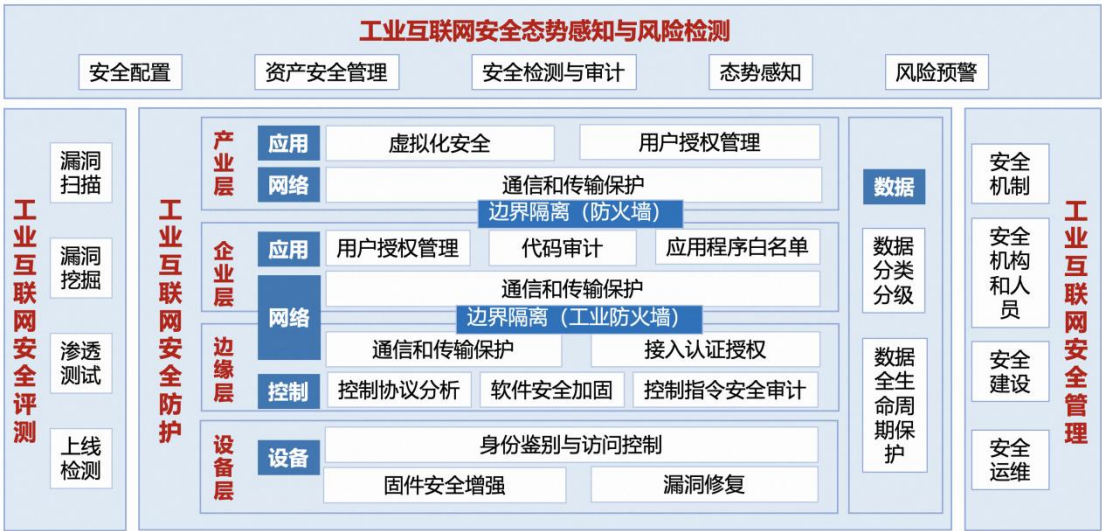 工业互联网安全态势感知与风险检测
安全配置
资产安全管理
安全检测与审计
态势感知
风险预警
工业互联网安全评测
漏洞
扫描
漏洞
挖掘
渗透
测试
上线
检测
工业互联网安全防护
产业层
应用
虚拟化安全
用户授权管理
网络
通信和传输保护
边界隔离（防火墙）
企业层
应用
用户授权管理
代码审计
应用程序白名单
网络
通信和传输保护
边界隔离（工业防火墙）
边缘层
通信和传输保护
接入认证授权
控制
控制协议分析
软件安全加固
控制指令安全审计
设备层
设备
身份鉴别与访问控制
固件安全增强
漏洞修复
数据
数据
分类
分级
数据
全生
命周
期保
护
安全
机制
安全
机构
和人
员
安全
建设
安全
运维
工业互联网安全管理